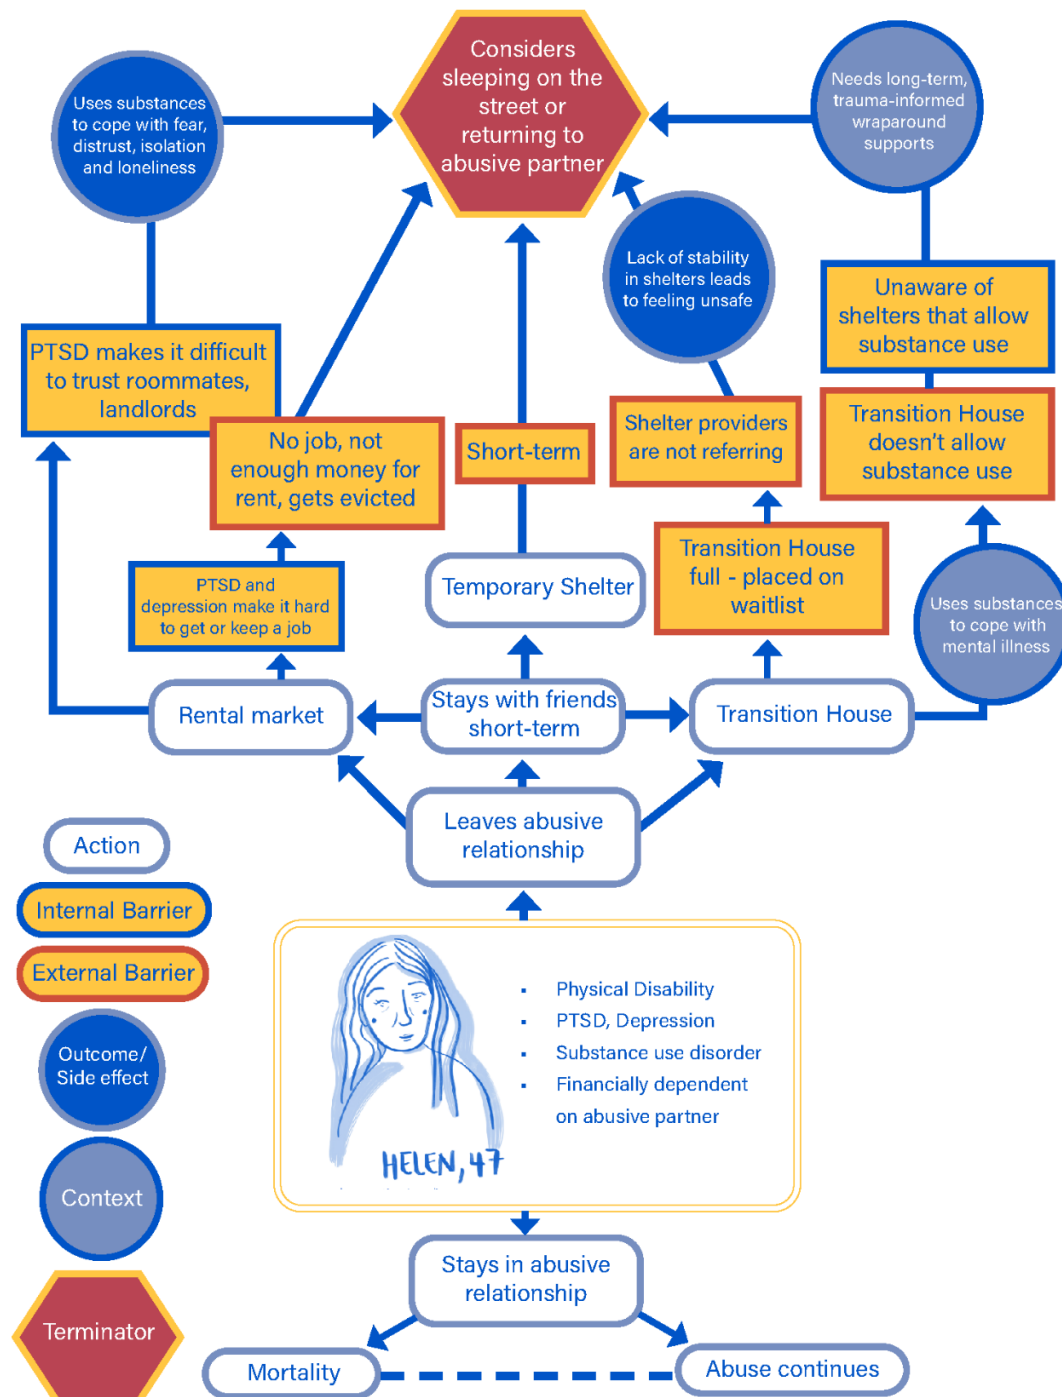 Considers
sleeping on the
street or
returning to
abusive partner
Uses substances
to cope with fear,
distrust, isolation
and loneliness
Needs long-term,
trauma-informed
wraparound
supports
Lack of stability
in shelters leads
to feeling unsafe
Unaware of
shelters that allow
substance use
PTSD makes it difficult
to trust roommates,
landlords
No job, not
enough money for
rent, gets evicted
Short-term
Shelter providers
are not referring
Transition House
doesn't allow
substance use
PTSD and
depression make it hard
to get or keep a job
Temporary Shelter
Transition House
full - placed on
waitlist
Uses substances
to cope with
mental illness
Rental market
Stays with friends
short-term
Transition House
Leaves abusive
relationship
Action
Internal Barrier
External Barrier
Outcome/
Side effect
Context
Terminator
▪ Physical Disability
▪ PTSD, Depression
▪ Substance use disorder
▪ Financially dependent
on abusive partner
HELEN, 47
Stays in abusive
relationship
Mortality
Abuse continues